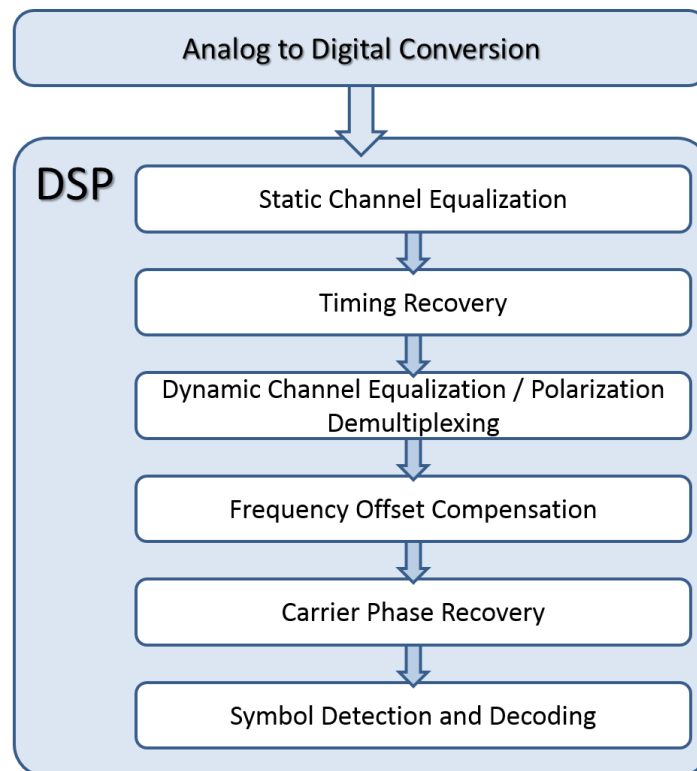 Analog to Digital Conversion
DSP
Static Channel Equalization
Timing Recovery
Dynamic Channel Equalization / Polarization
Demultiplexing
Frequency Offset Compensation
Carrier Phase Recovery
Symbol Detection and Decoding